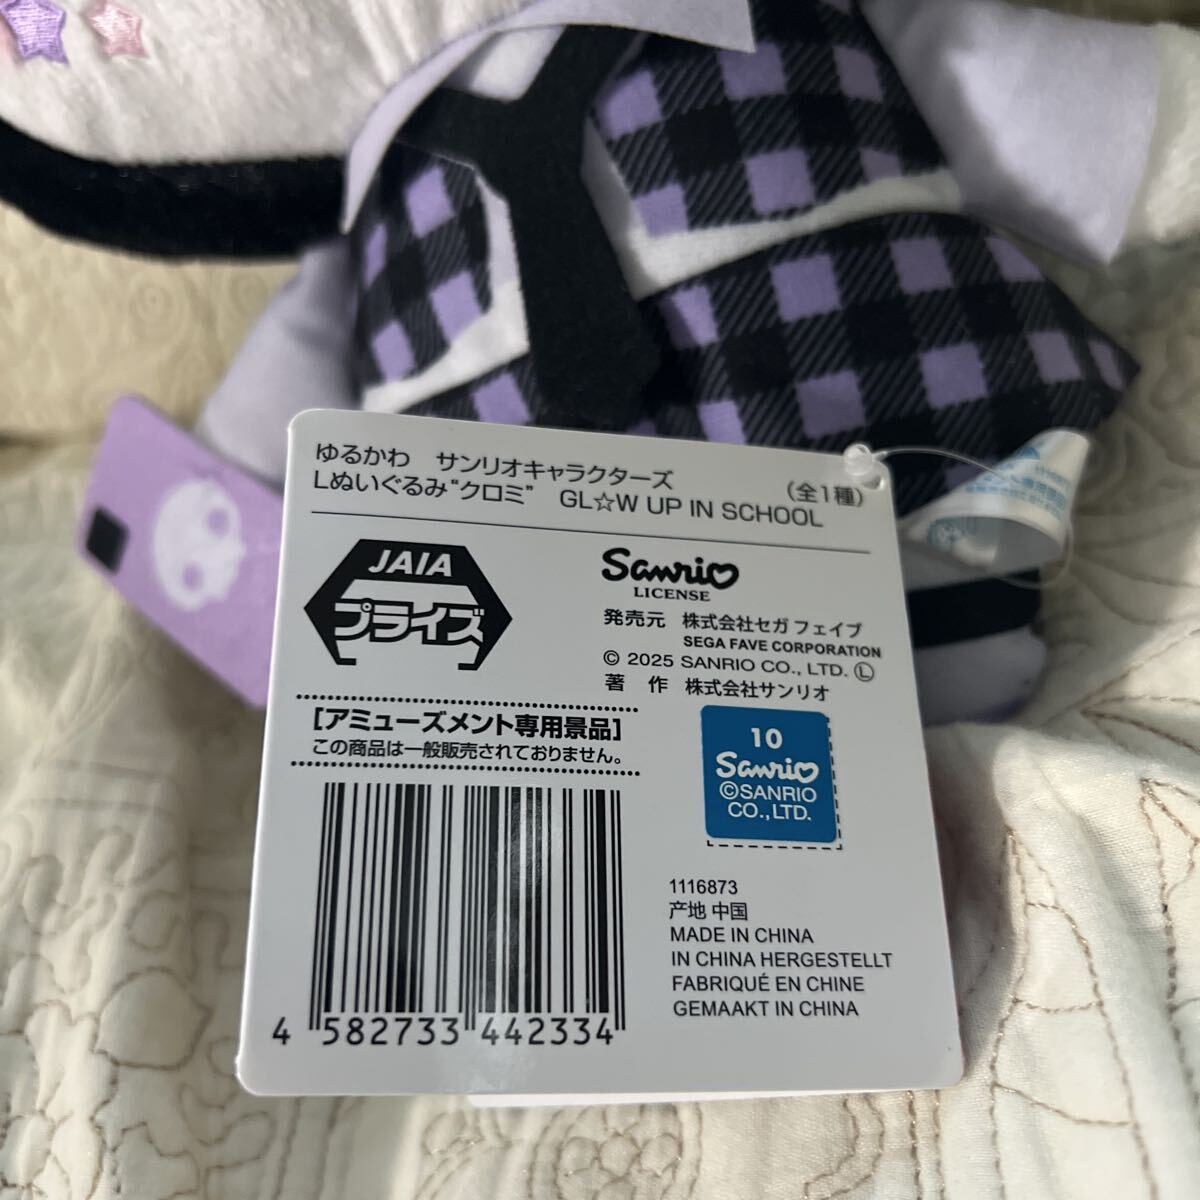 ゆるかわ サンリオキャラクターズ
Lぬいぐるみ"クロミ" GL☆W UP IN SCHOOL (全1種)
JAIA
プライズ
Sanrio
LICENSE
発売元 株式会社セガ フェイブ
SEGA FAVE CORPORATION
© 2025 SANRIO CO., LTD. Ⓛ
著 作 株式会社サンリオ
[アミューズメント専用景品]
この商品は一般販売されておりません。
10
Sanrio
©SANRIO
CO.,LTD.
4 582733 442334
1116873
产地 中国
MADE IN CHINA
IN CHINA HERGESTELLT
FABRIQUÉ EN CHINE
GEMAAKT IN CHINA